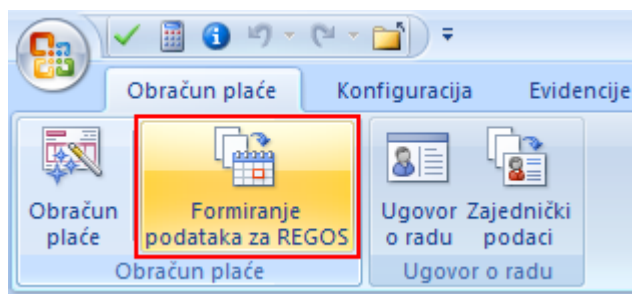 Obračun plaće Konfiguracija Evidencije
Obračun plaće
Formiranje podataka za REGOS
Ugovor o radu
Zajednički podaci
Obračun plaće
Ugovor o radu